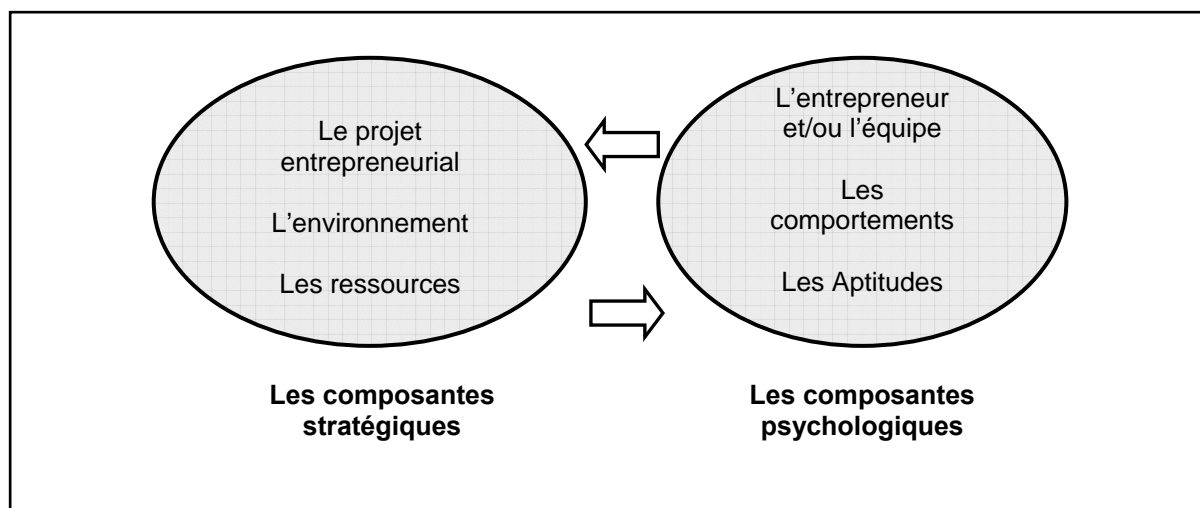 Le projet
entrepreneurial
L’environnement
Les ressources
L’entrepreneur
et/ou l’équipe
Les
comportements
Les Aptitudes
Les composantes
stratégiques
Les composantes
psychologiques